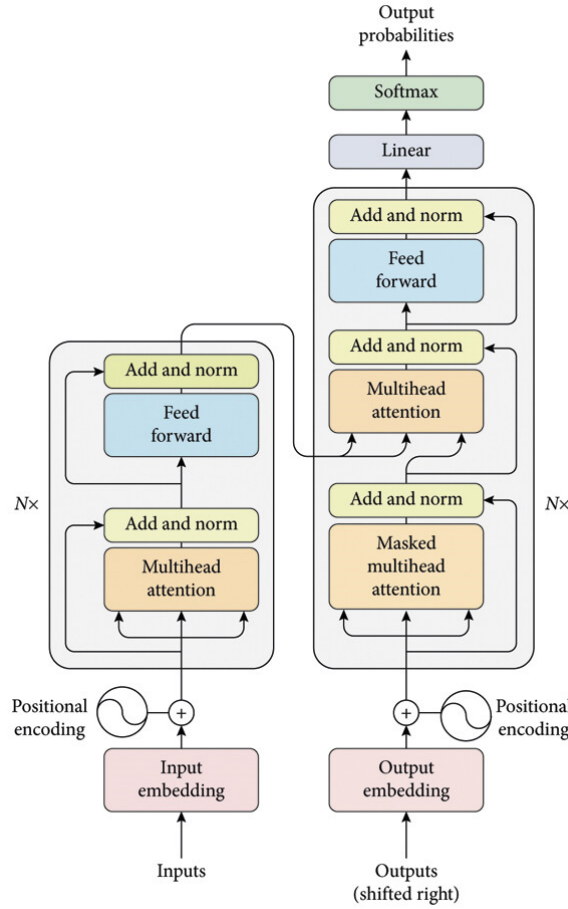 Output
probabilities
Softmax
Linear
Add and norm
Feed
forward
Add and norm
Multihead
attention
Add and norm
Masked
multihead
attention
N×
Positional
encoding
+
Output
embedding
Outputs
(shifted right)
Add and norm
Feed
forward
Add and norm
Multihead
attention
N×
Positional
encoding
+
Input
embedding
Inputs